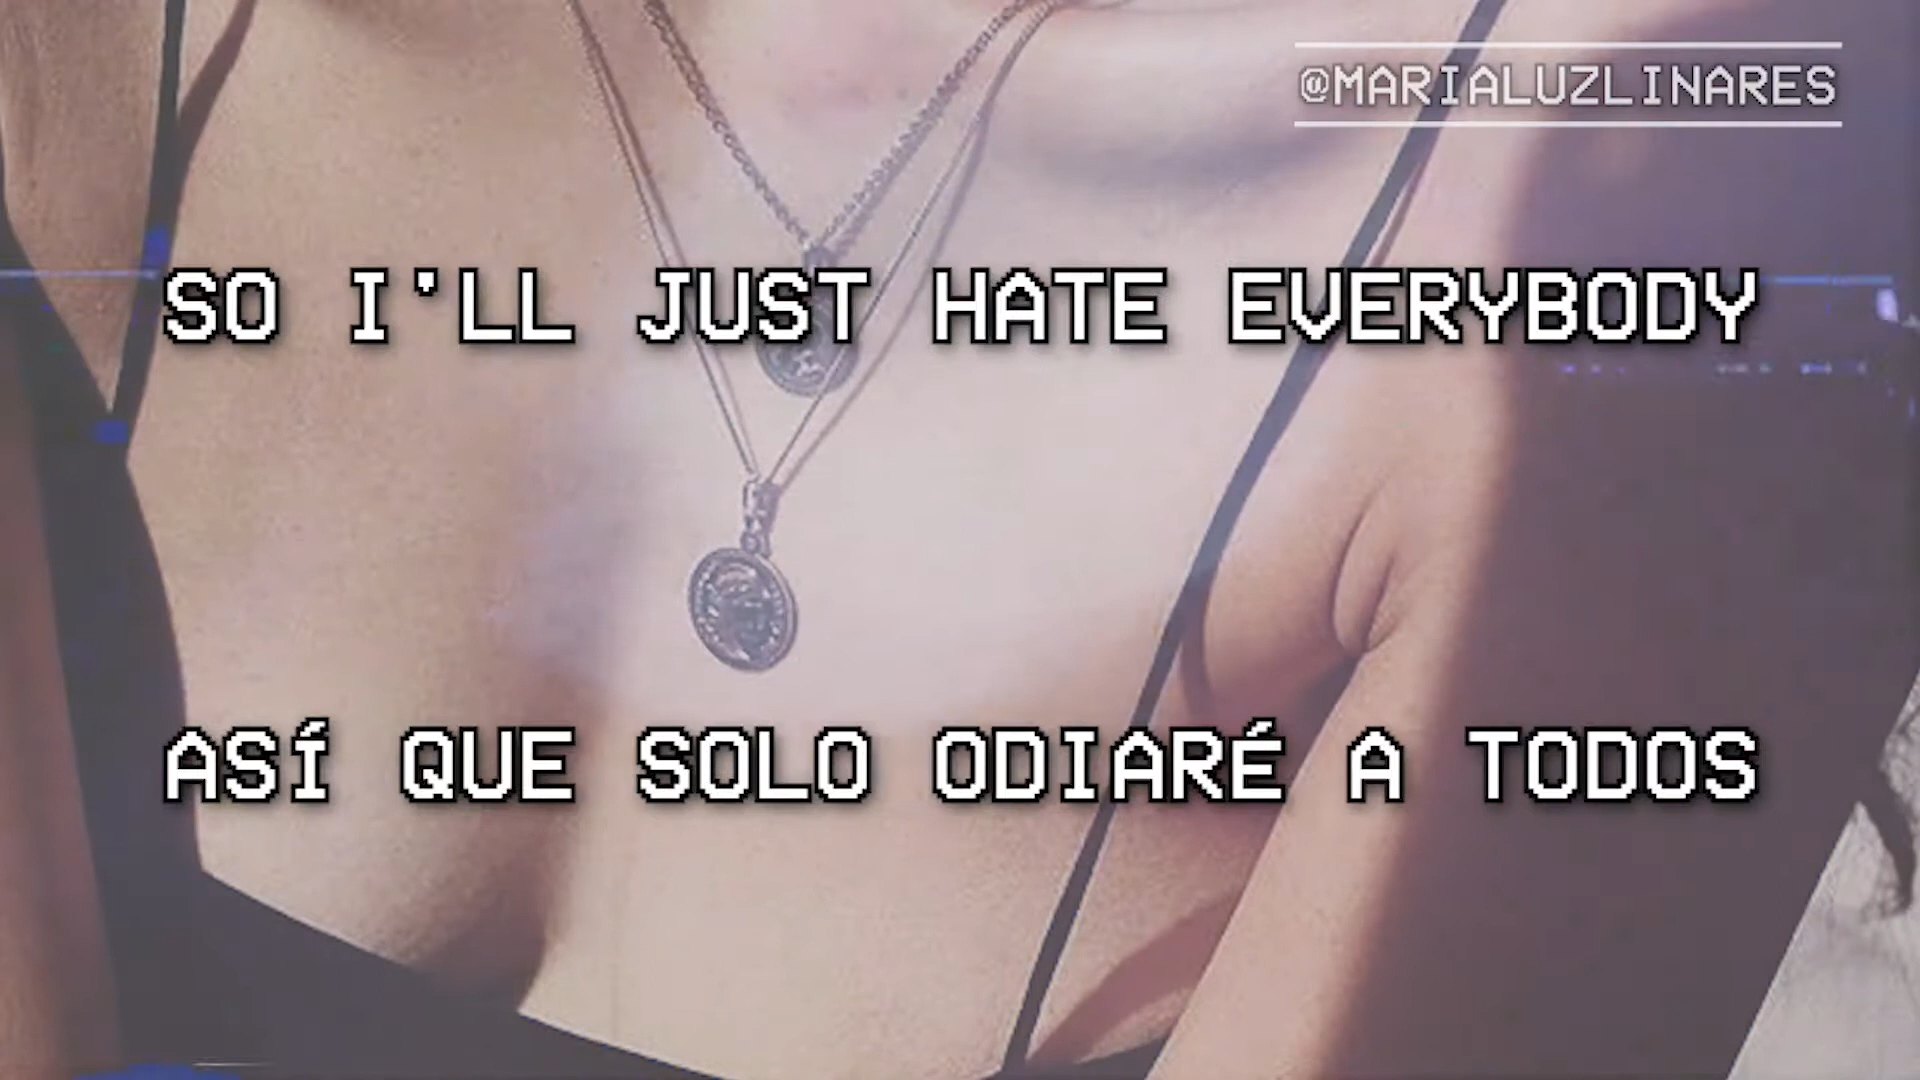 @MARIALUZLINARES
SO I'LL JUST HATE EVERYBODY
ASÍ QUE SOLO ODIARÉ A TODOS